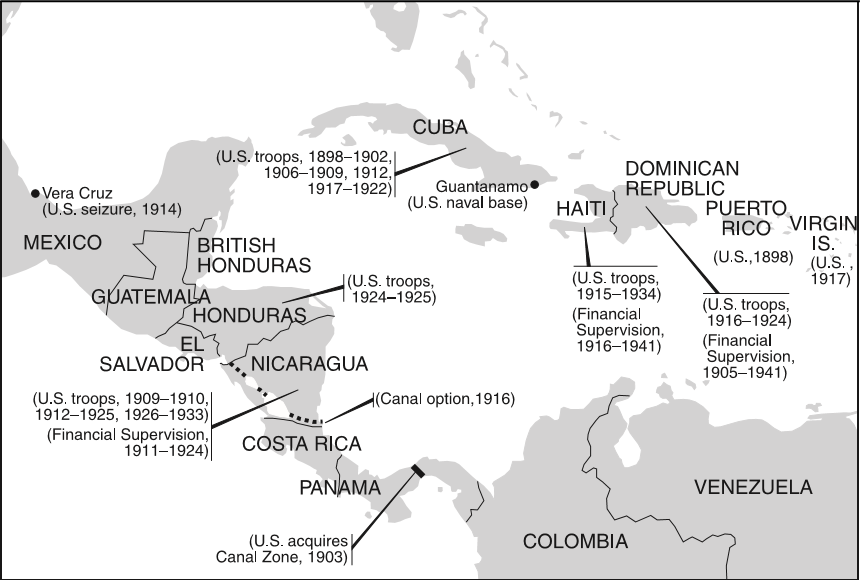 CUBA
(U.S. troops, 1898–1902,
1906–1909, 1912,
1917–1922)
Guantanamo
(U.S. naval base)
DOMINICAN
REPUBLIC
HAITI
PUERTO
RICO
(U.S.,1898)
VIRGIN
IS.
(U.S. ,
1917)
Vera Cruz
(U.S. seizure, 1914)
MEXICO
BRITISH
HONDURAS
GUATEMALA
HONDURAS
(U.S. troops,
1924–1925)
(U.S. troops,
1915–1934)
(Financial
Supervision,
1916–1941)
(U.S. troops,
1916–1924)
(Financial
Supervision,
1905–1941)
EL
SALVADOR
NICARAGUA
(U.S. troops, 1909–1910,
1912–1925, 1926–1933)
(Financial Supervision,
1911–1924)
(Canal option,1916)
COSTA RICA
PANAMA
(U.S. acquires
Canal Zone, 1903)
COLOMBIA
VENEZUELA